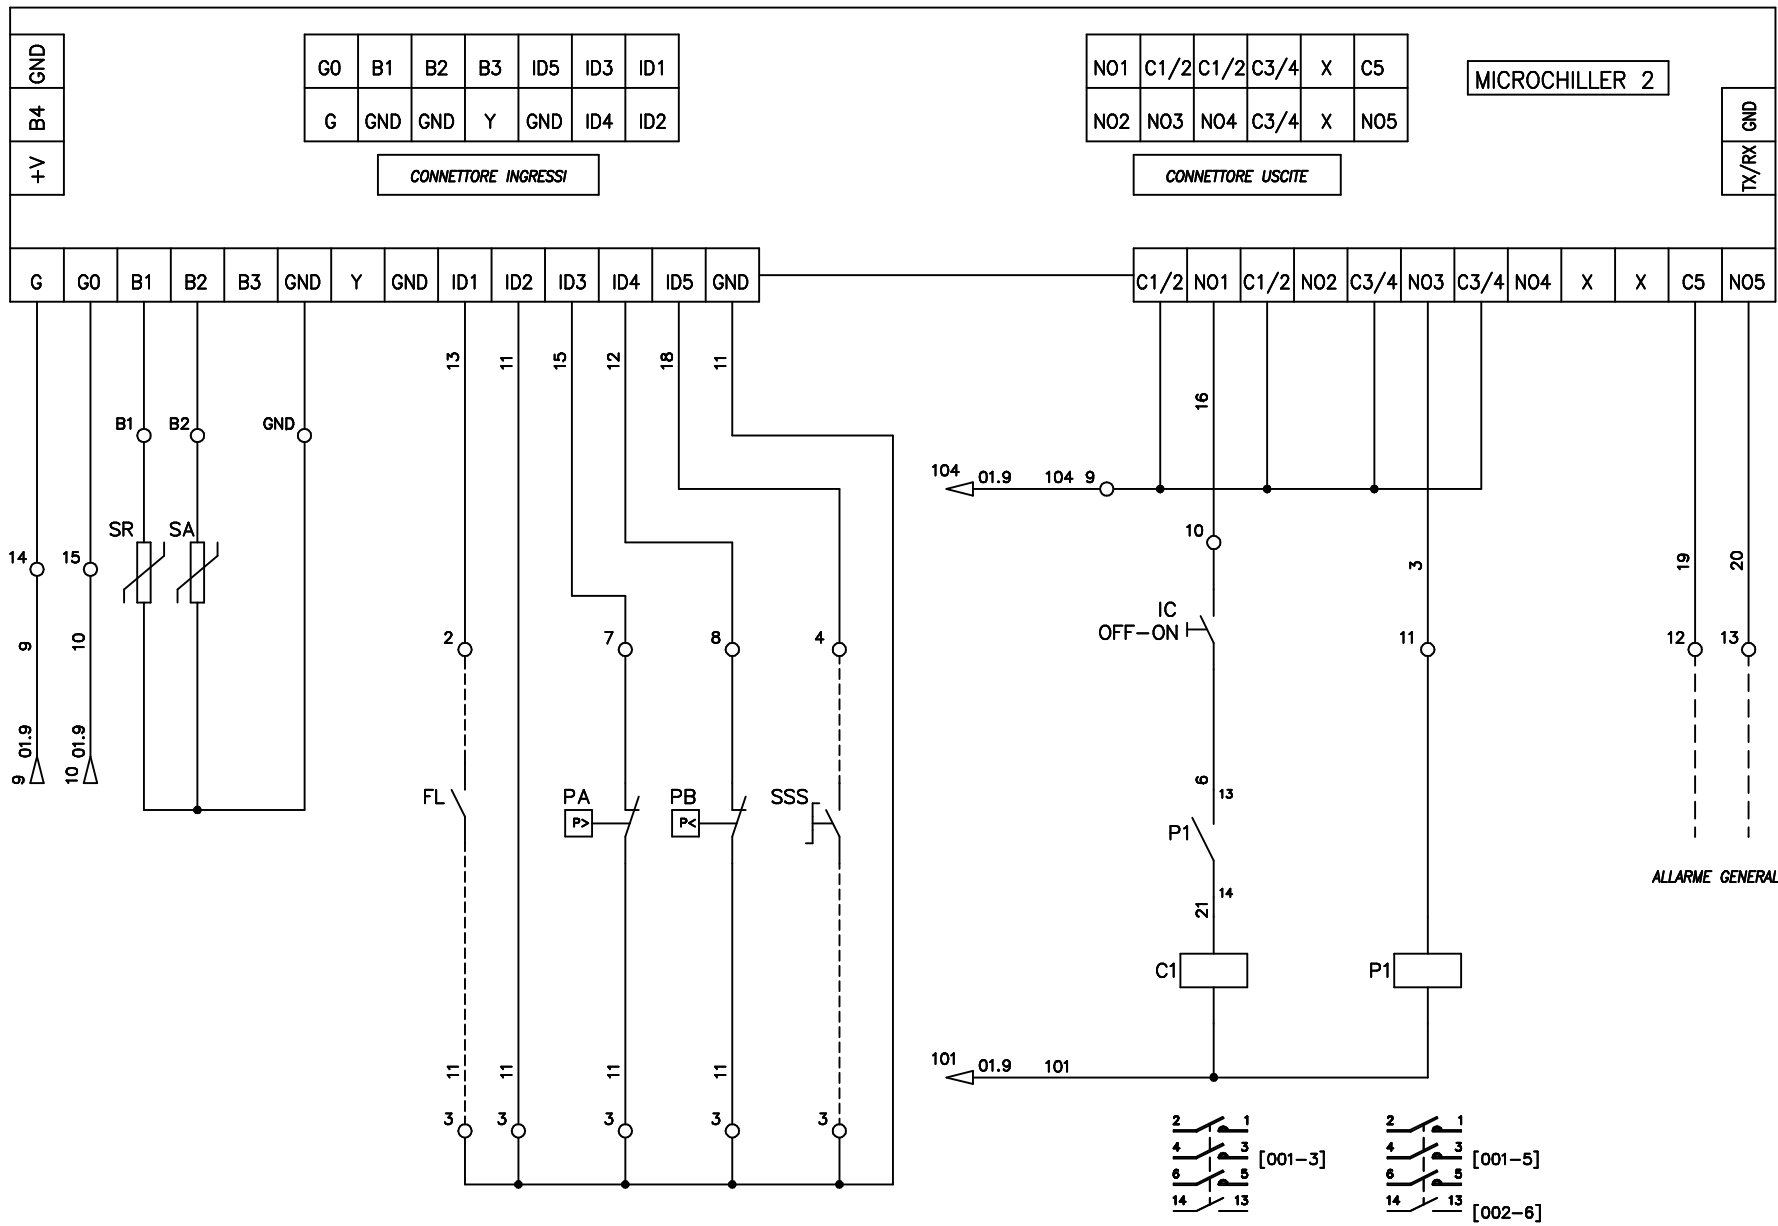 GND
B4
+V
G0 B1 B2 B3 ID5 ID3 ID1
G GND GND Y GND ID4 ID2
CONNETTORE INGRESSI
NO1 C1/2 C1/2 C3/4 X C5
NO2 NO3 NO4 C3/4 X NO5
CONNETTORE USCITE
MICROCHILLER 2
GND
TX/RX
G G0 B1 B2 B3 GND Y GND ID1 ID2 ID3 ID4 ID5 GND
C1/2 NO1 C1/2 NO2 C3/4 NO3 C3/4 NO4 X X C5 NO5
13 11 15 12 18 11
16
B1 B2 GND
104 01.9 104 9
SR SA
10
14 15
3 19 20
IC
OFF-ON
9 10
2 7 8 4
11 12 13
01.9 01.9
9 10
6 13
FL PA PB SSS
P> P<
P1
14
21
ALLARME GENERAL
C1 P1
101 01.9 101
11 11 11 11
3 3 3 3 3
2 1
4 3 [001-3]
6 5
14 13
2 1
4 3 [001-5]
6 5
14 13 [002-6]